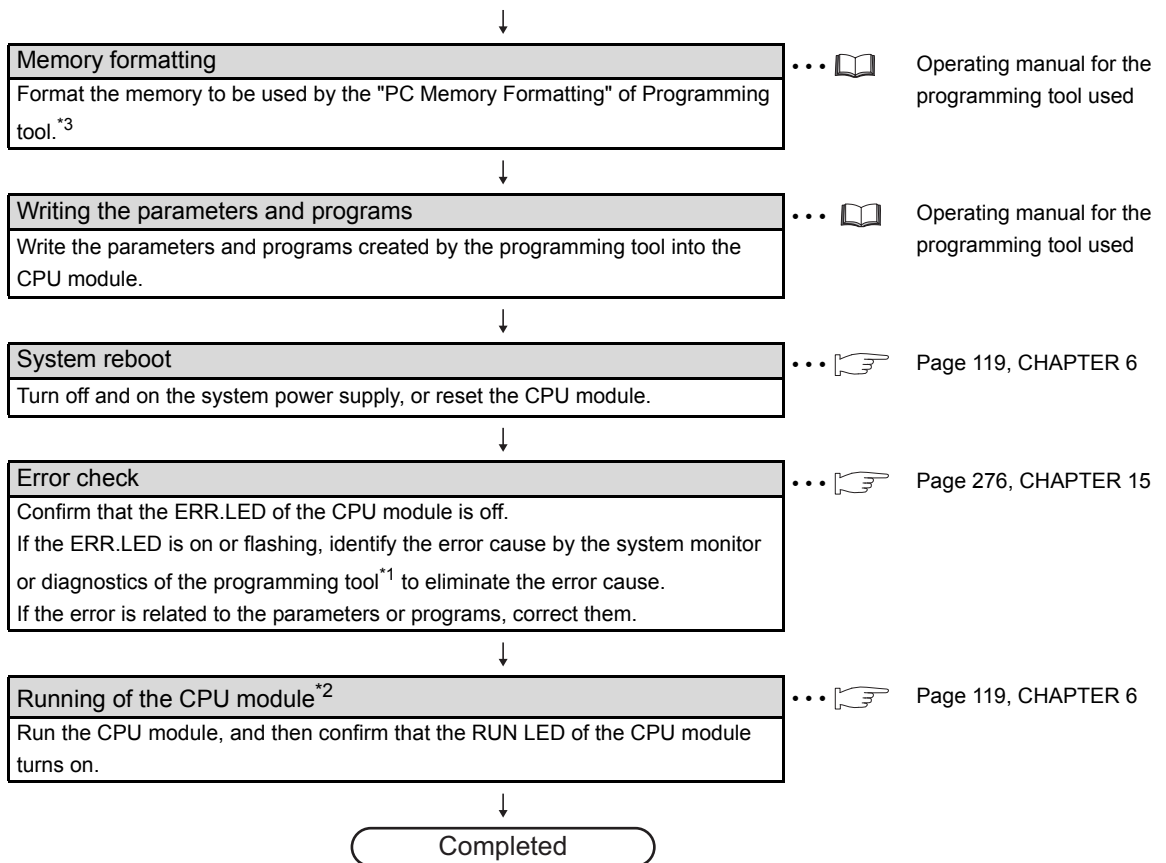 Memory formatting
Format the memory to be used by the "PC Memory Formatting" of Programming
tool.*3
Operating manual for the
programming tool used
Writing the parameters and programs
Write the parameters and programs created by the programming tool into the
CPU module.
Operating manual for the
programming tool used
System reboot
Turn off and on the system power supply, or reset the CPU module.
Page 119, CHAPTER 6
Error check
Confirm that the ERR.LED of the CPU module is off.
If the ERR.LED is on or flashing, identify the error cause by the system monitor
or diagnostics of the programming tool*1 to eliminate the error cause.
If the error is related to the parameters or programs, correct them.
Page 276, CHAPTER 15
Running of the CPU module*2
Run the CPU module, and then confirm that the RUN LED of the CPU module
turns on.
Page 119, CHAPTER 6
Completed